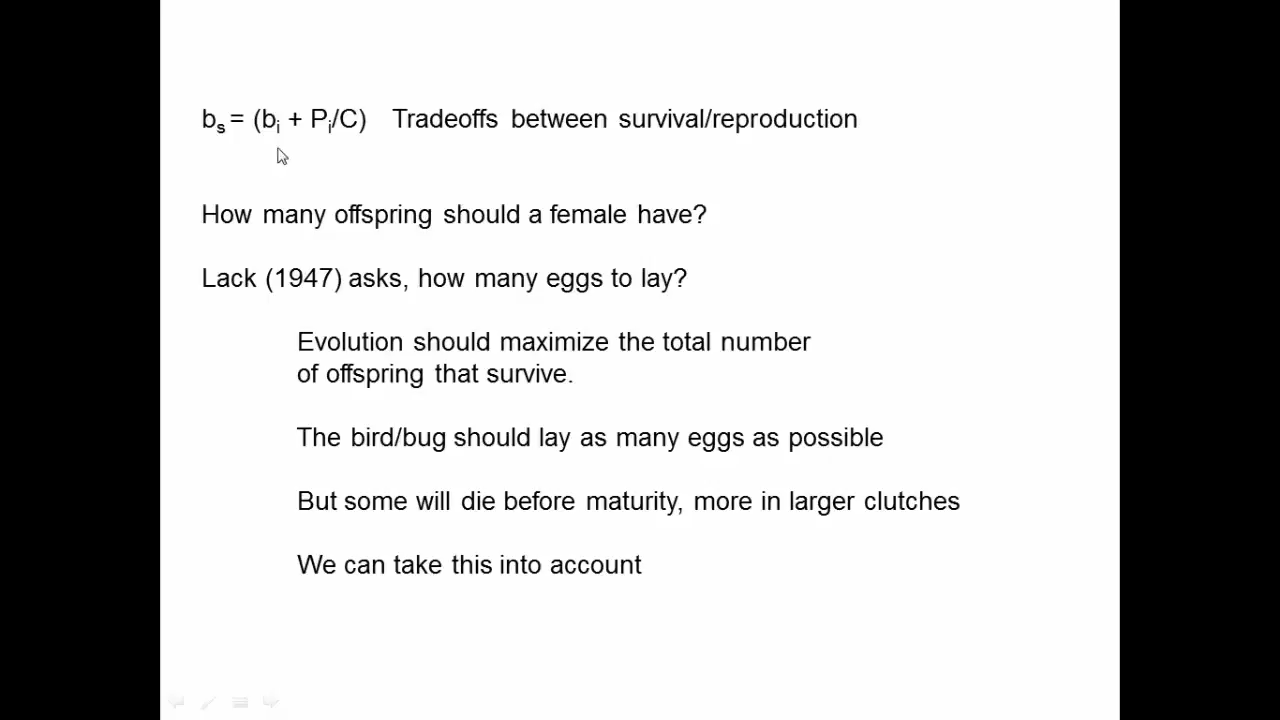 bs = (bi + Pi/C) Tradeoffs between survival/reproduction
How many offspring should a female have?
Lack (1947) asks, how many eggs to lay?
Evolution should maximize the total number
of offspring that survive.
The bird/bug should lay as many eggs as possible
But some will die before maturity, more in larger clutches
We can take this into account